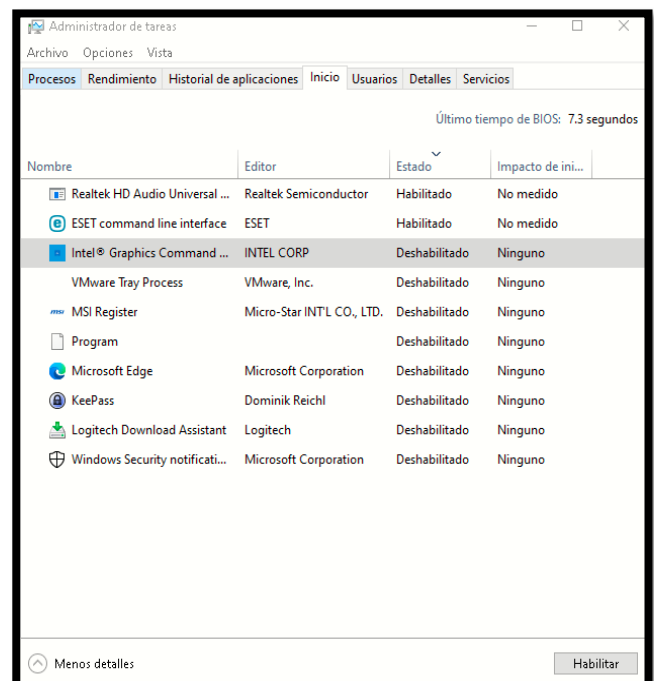 Administrador de tareas
Archivo Opciones Vista
Procesos Rendimiento Historial de aplicaciones Inicio Usuarios Detalles Servicios
Último tiempo de BIOS: 7.3 segundos
Nombre Editor Estado Impacto de ini...
Realtek HD Audio Universal ... Realtek Semiconductor Habilitado No medido
ESET command line interface ESET Habilitado No medido
Intel® Graphics Command ... INTEL CORP Deshabilitado Ninguno
VMware Tray Process VMware, Inc. Deshabilitado Ninguno
msi MSI Register Micro-Star INT'L CO., LTD. Deshabilitado Ninguno
Program Deshabilitado Ninguno
Microsoft Edge Microsoft Corporation Deshabilitado Ninguno
KeePass Dominik Reichl Deshabilitado Ninguno
Logitech Download Assistant Logitech Deshabilitado Ninguno
Windows Security notificati... Microsoft Corporation Deshabilitado Ninguno
Menos detalles Habilitar